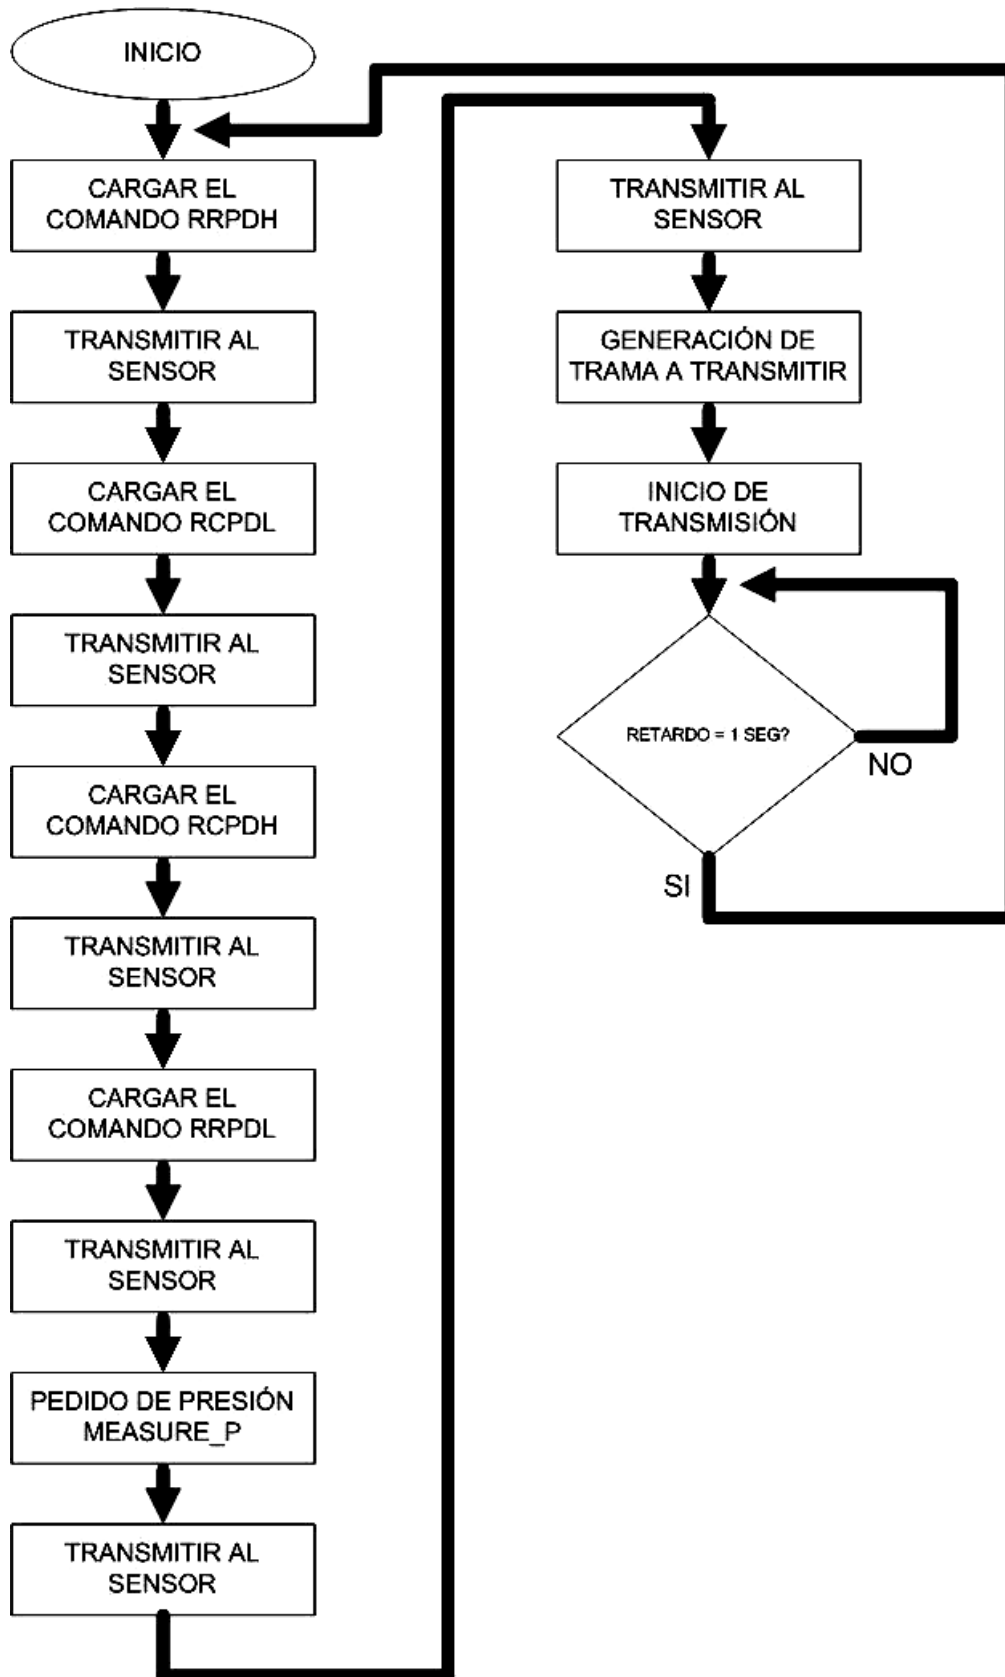 INICIO
CARGAR EL
COMANDO RRPDH
TRANSMITIR AL
SENSOR
CARGAR EL
COMANDO RCPDL
TRANSMITIR AL
SENSOR
CARGAR EL
COMANDO RCPDH
TRANSMITIR AL
SENSOR
CARGAR EL
COMANDO RRPDL
TRANSMITIR AL
SENSOR
PEDIDO DE PRESIÓN
MEASURE_P
TRANSMITIR AL
SENSOR
TRANSMITIR AL
SENSOR
GENERACIÓN DE
TRAMA A TRANSMITIR
INICIO DE
TRANSMISIÓN
RETARDO = 1 SEG?
NO
SI